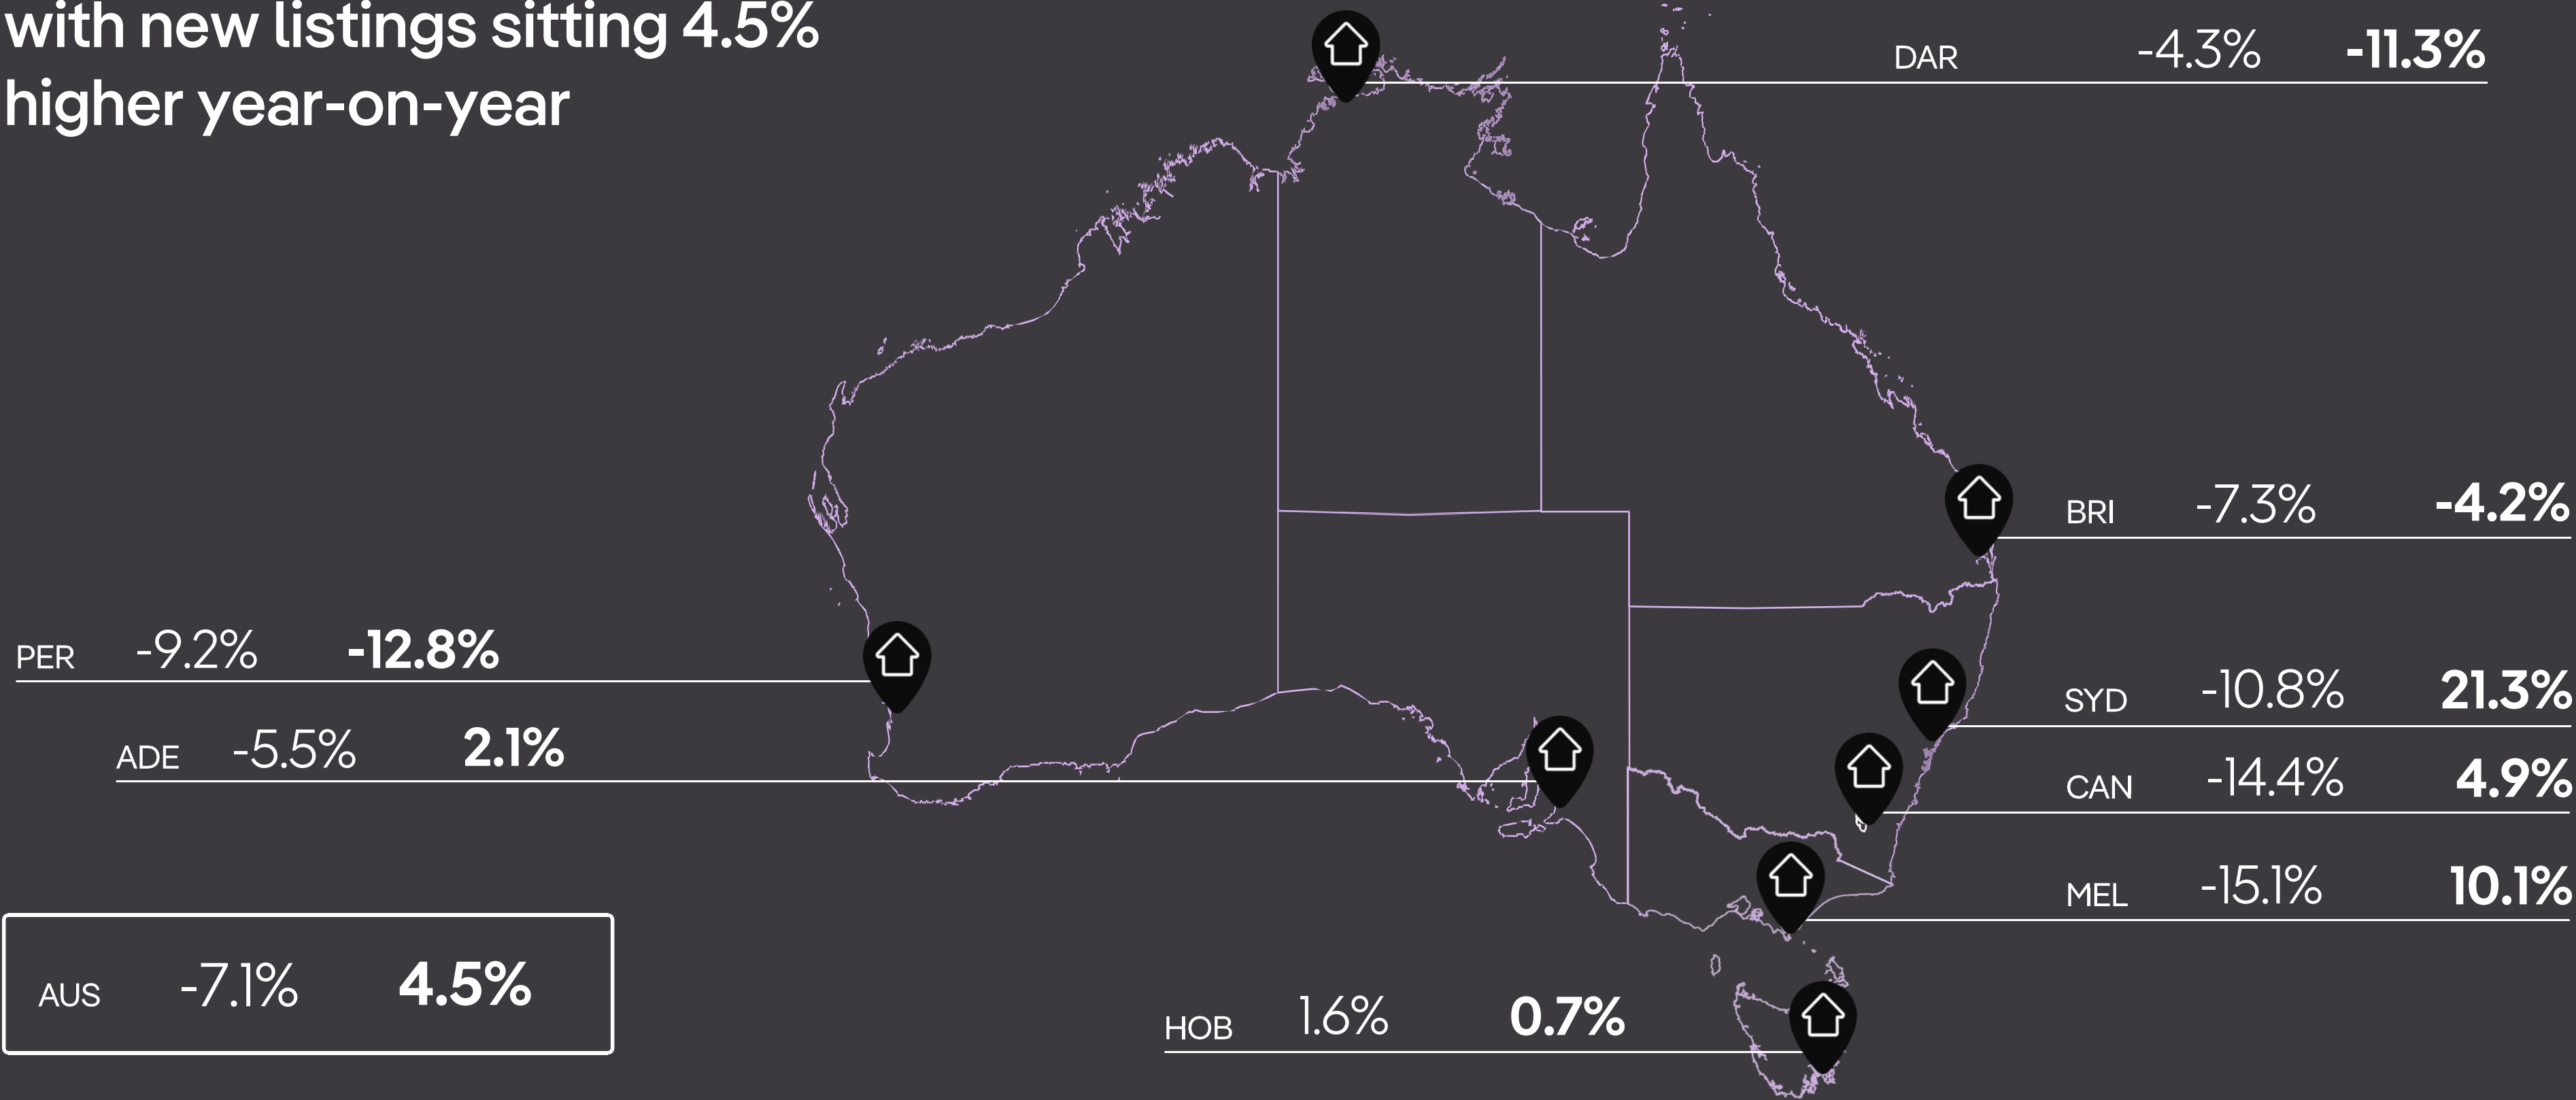 with new listings sitting 4.5%
higher year-on-year
DAR -4.3% -11.3%
BRI -7.3% -4.2%
PER -9.2% -12.8%
SYD -10.8% 21.3%
ADE -5.5% 2.1%
CAN -14.4% 4.9%
MEL -15.1% 10.1%
AUS -7.1% 4.5%
HOB 1.6% 0.7%